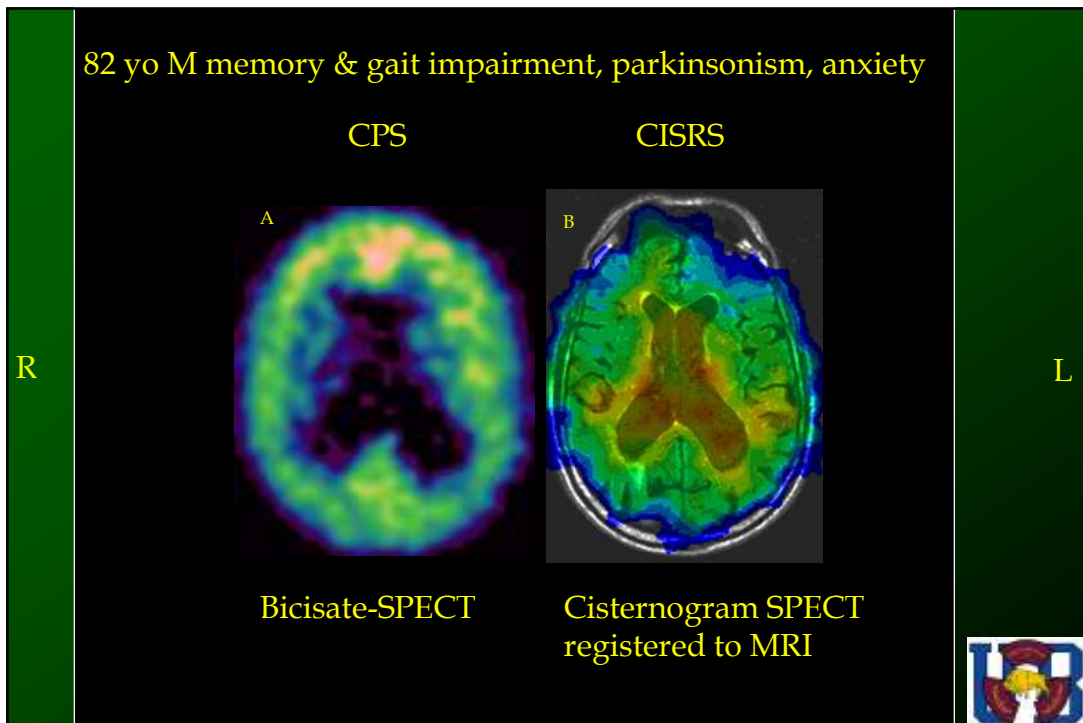 82 yo M memory & gait impairment, parkinsonism, anxiety
CPS
CISRS
A
B
R
L
Bicisate-SPECT
Cisternogram SPECT
registered to MRI